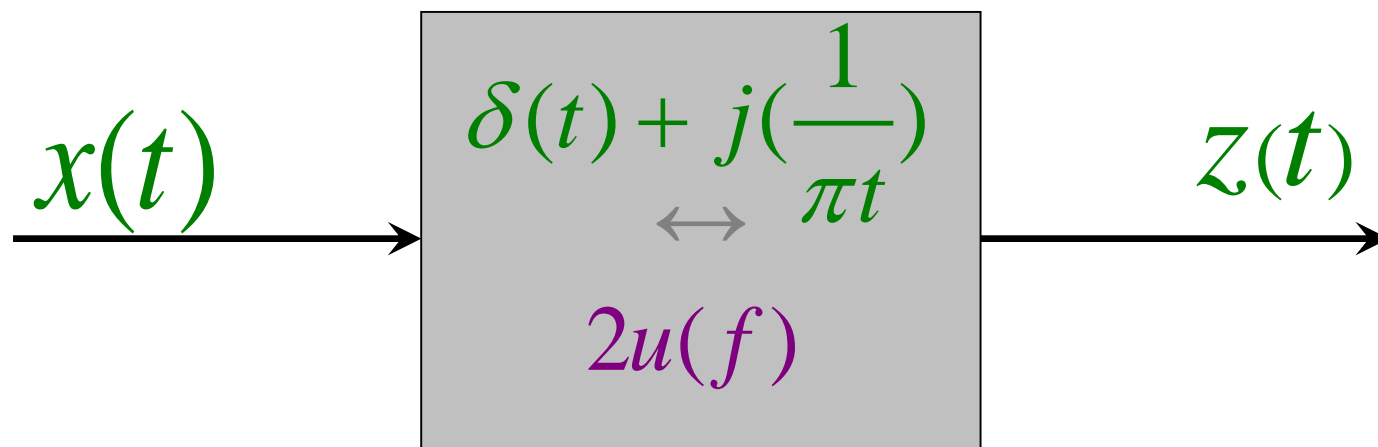 x(t)
δ(t) + j(1/πt)
↔
2u(f)
z(t)